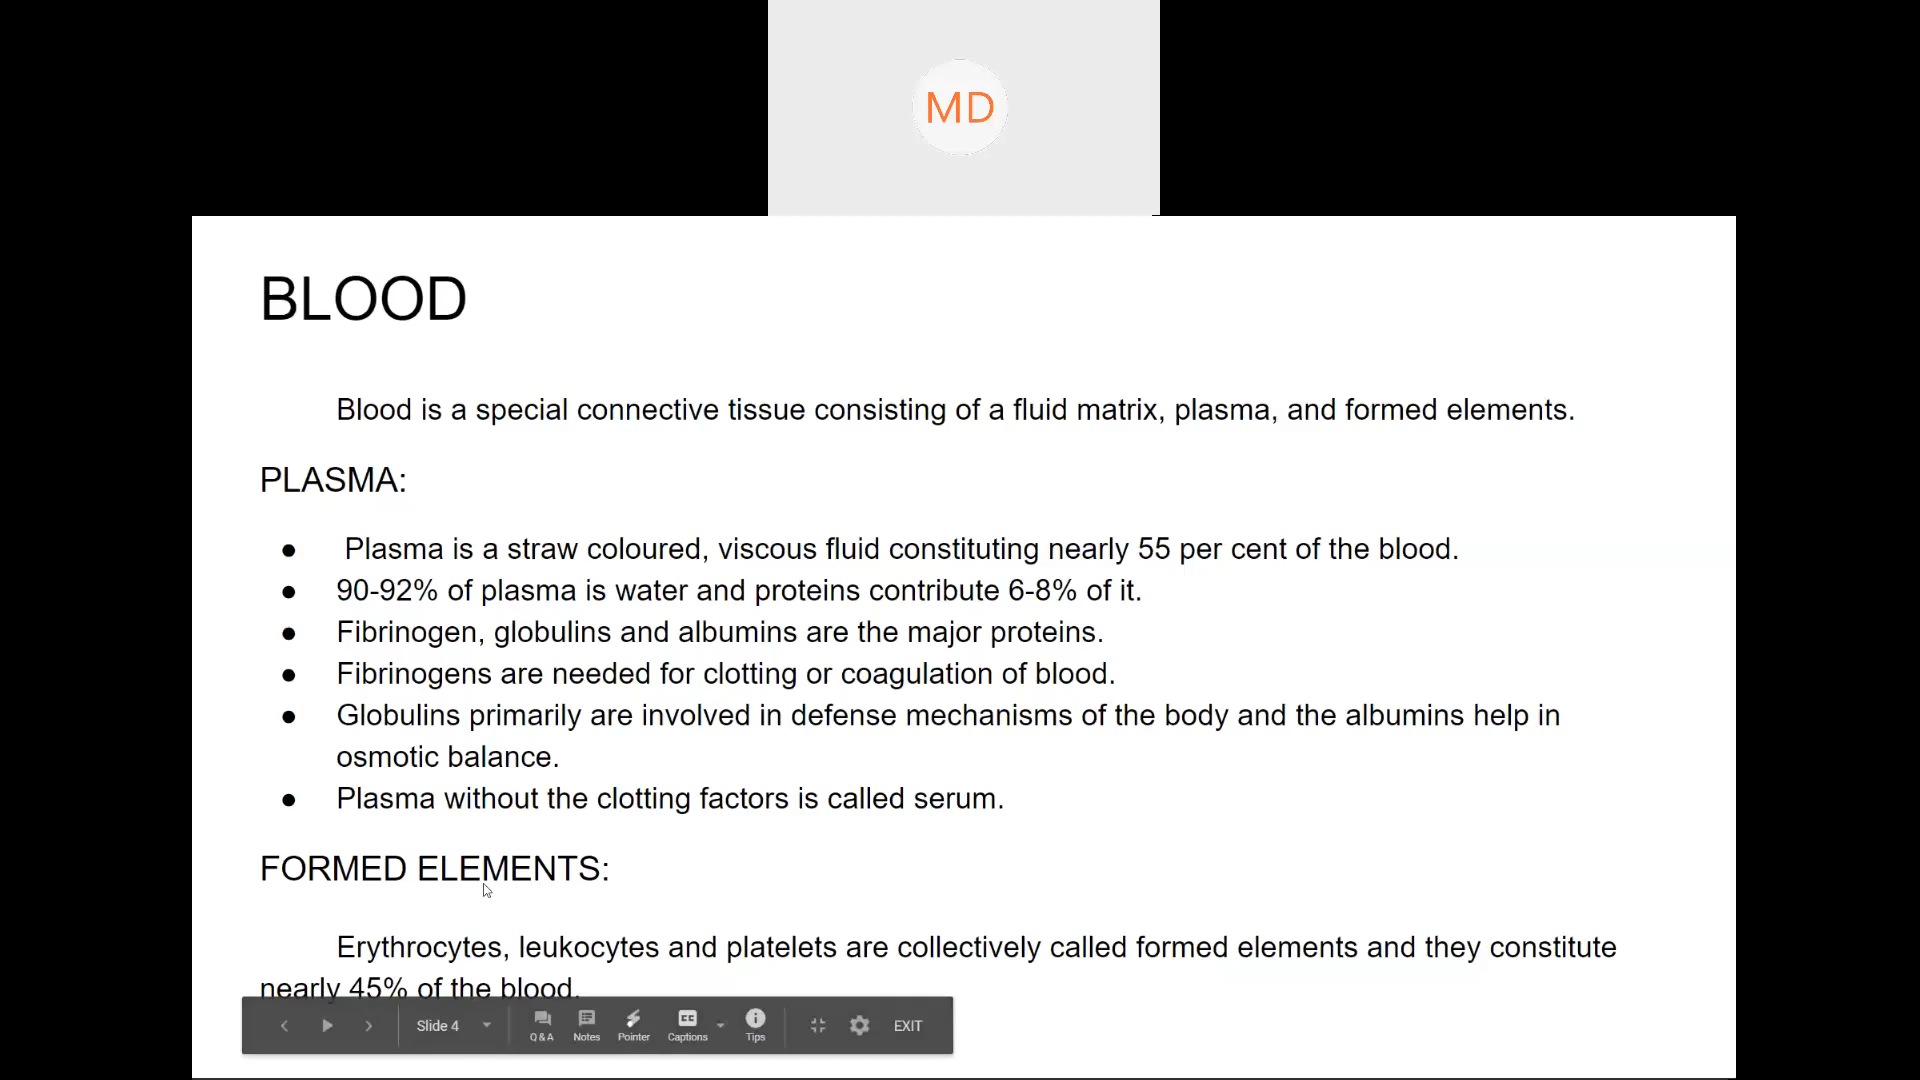 MD
BLOOD
Blood is a special connective tissue consisting of a fluid matrix, plasma, and formed elements.
PLASMA:
● Plasma is a straw coloured, viscous fluid constituting nearly 55 per cent of the blood.
● 90-92% of plasma is water and proteins contribute 6-8% of it.
● Fibrinogen, globulins and albumins are the major proteins.
● Fibrinogens are needed for clotting or coagulation of blood.
● Globulins primarily are involved in defense mechanisms of the body and the albumins help in
osmotic balance.
● Plasma without the clotting factors is called serum.
FORMED ELEMENTS:
Erythrocytes, leukocytes and platelets are collectively called formed elements and they constitute
nearly 45% of the blood.
Slide 4 Q & A Notes Pointer CC Captions Tips EXIT